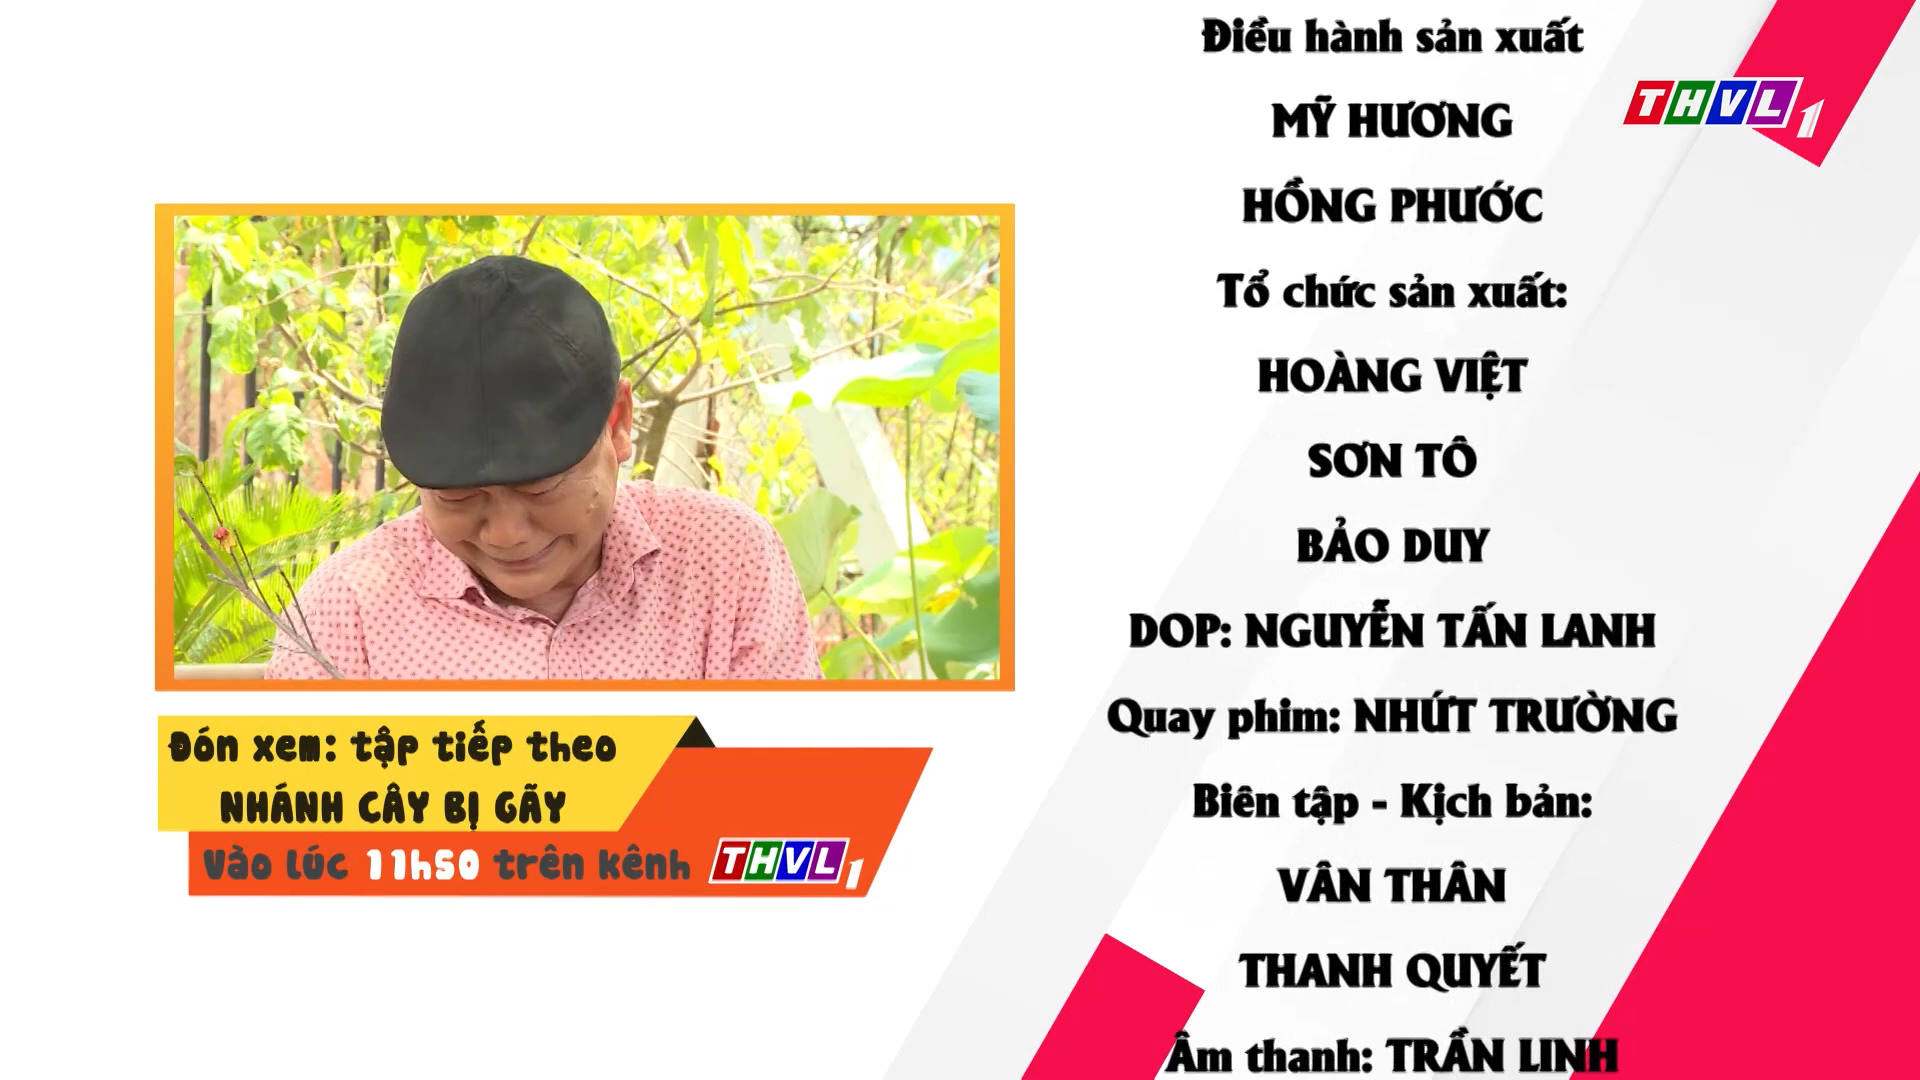 Đón xem: tập tiếp theo
NHÁNH CÂY BỊ GÃY
Vào lúc 11h50 trên kênh THVL1
Điều hành sản xuất
MỸ HƯƠNG
HỒNG PHƯỚC
Tổ chức sản xuất:
HOÀNG VIỆT
SƠN TÔ
BẢO DUY
DOP: NGUYỄN TẤN LANH
Quay phim: NHỨT TRƯỜNG
Biên tập - Kịch bản:
VÂN THÂN
THANH QUYẾT
Âm thanh: TRẦN LINH
THVL1